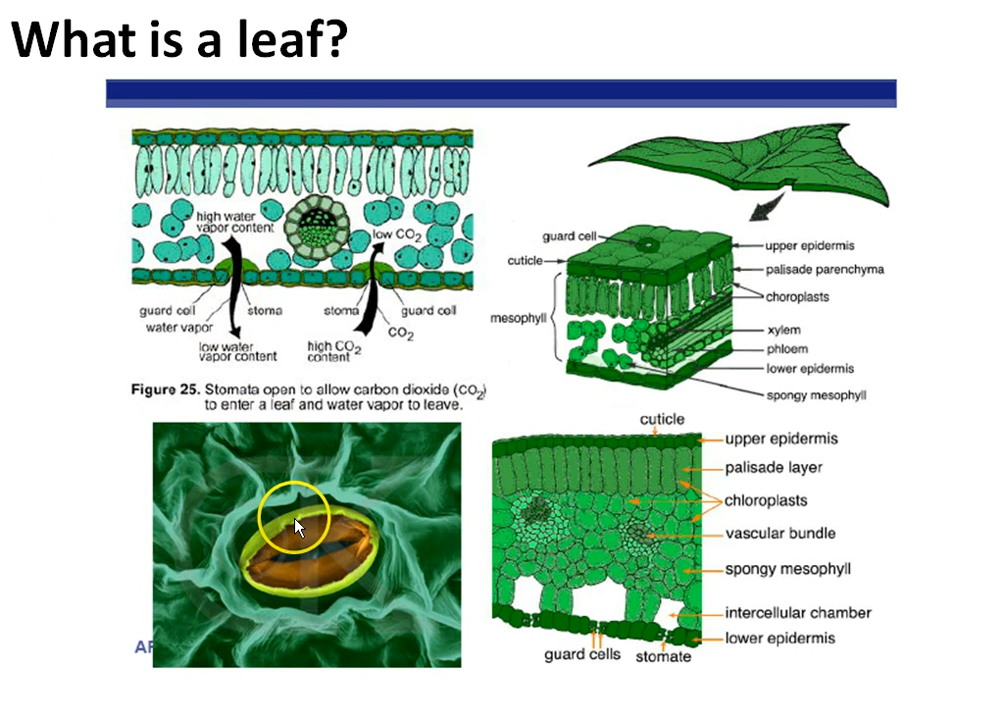 What is a leaf?
high water
vapor content
low CO2
guard cell
stoma
stoma
guard cell
water vapor
CO2
low water
vapor content
high CO2
content
Figure 25. Stomata open to allow carbon dioxide (CO2)
to enter a leaf and water vapor to leave.
guard cell
cuticle
mesophyll
upper epidermis
palisade parenchyma
choroplasts
xylem
phloem
lower epidermis
spongy mesophyll
AF
cuticle
upper epidermis
palisade layer
chloroplasts
vascular bundle
spongy mesophyll
intercellular chamber
lower epidermis
guard cells
stomate